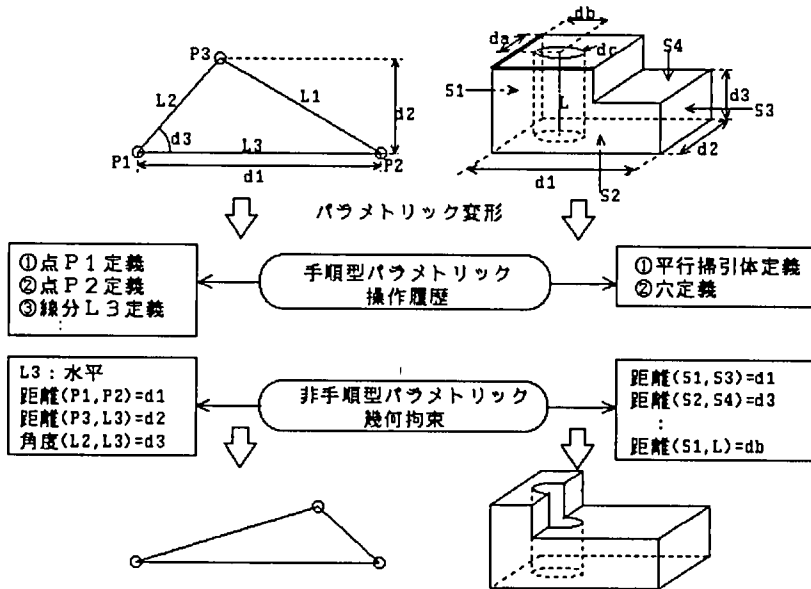 P3
L2
L1
d2
d3
L3
P1
P2
d1
db
da
dc
S4
S1
L
d3
S3
d2
d1
S2
パラメトリック変形
①点P1定義
②点P2定義
③線分L3定義
:
手順型パラメトリック
操作履歴
①平行掃引体定義
②穴定義
L3:水平
距離(P1,P2)=d1
距離(P3,L3)=d2
角度(L2,L3)=d3
非手順型パラメトリック
幾何拘束
距離(S1,S3)=d1
距離(S2,S4)=d3
:
距離(S1,L)=db